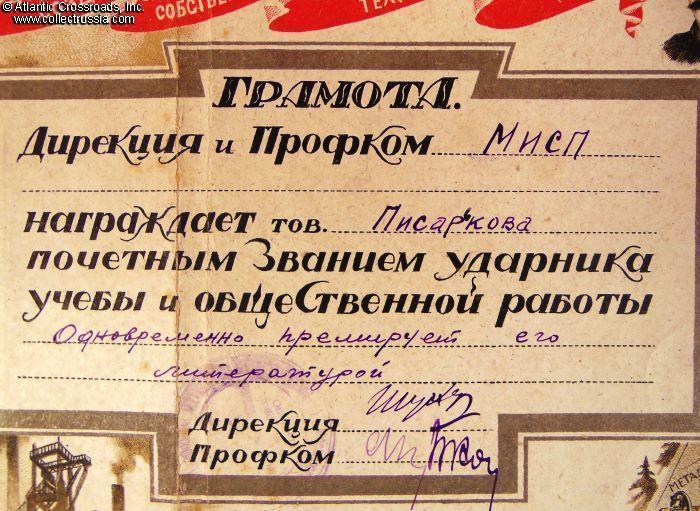 © Atlantic Crossroads, Inc.
www.collectrussia.com
ГРАМОТА.
Дирекция и Профком МИСП
награждает тов. Писаркова
почетным Званием ударника
учебы и общественной работы
Одновременно премирует его
литературой
Дирекция
Профком
МЕТАЛ